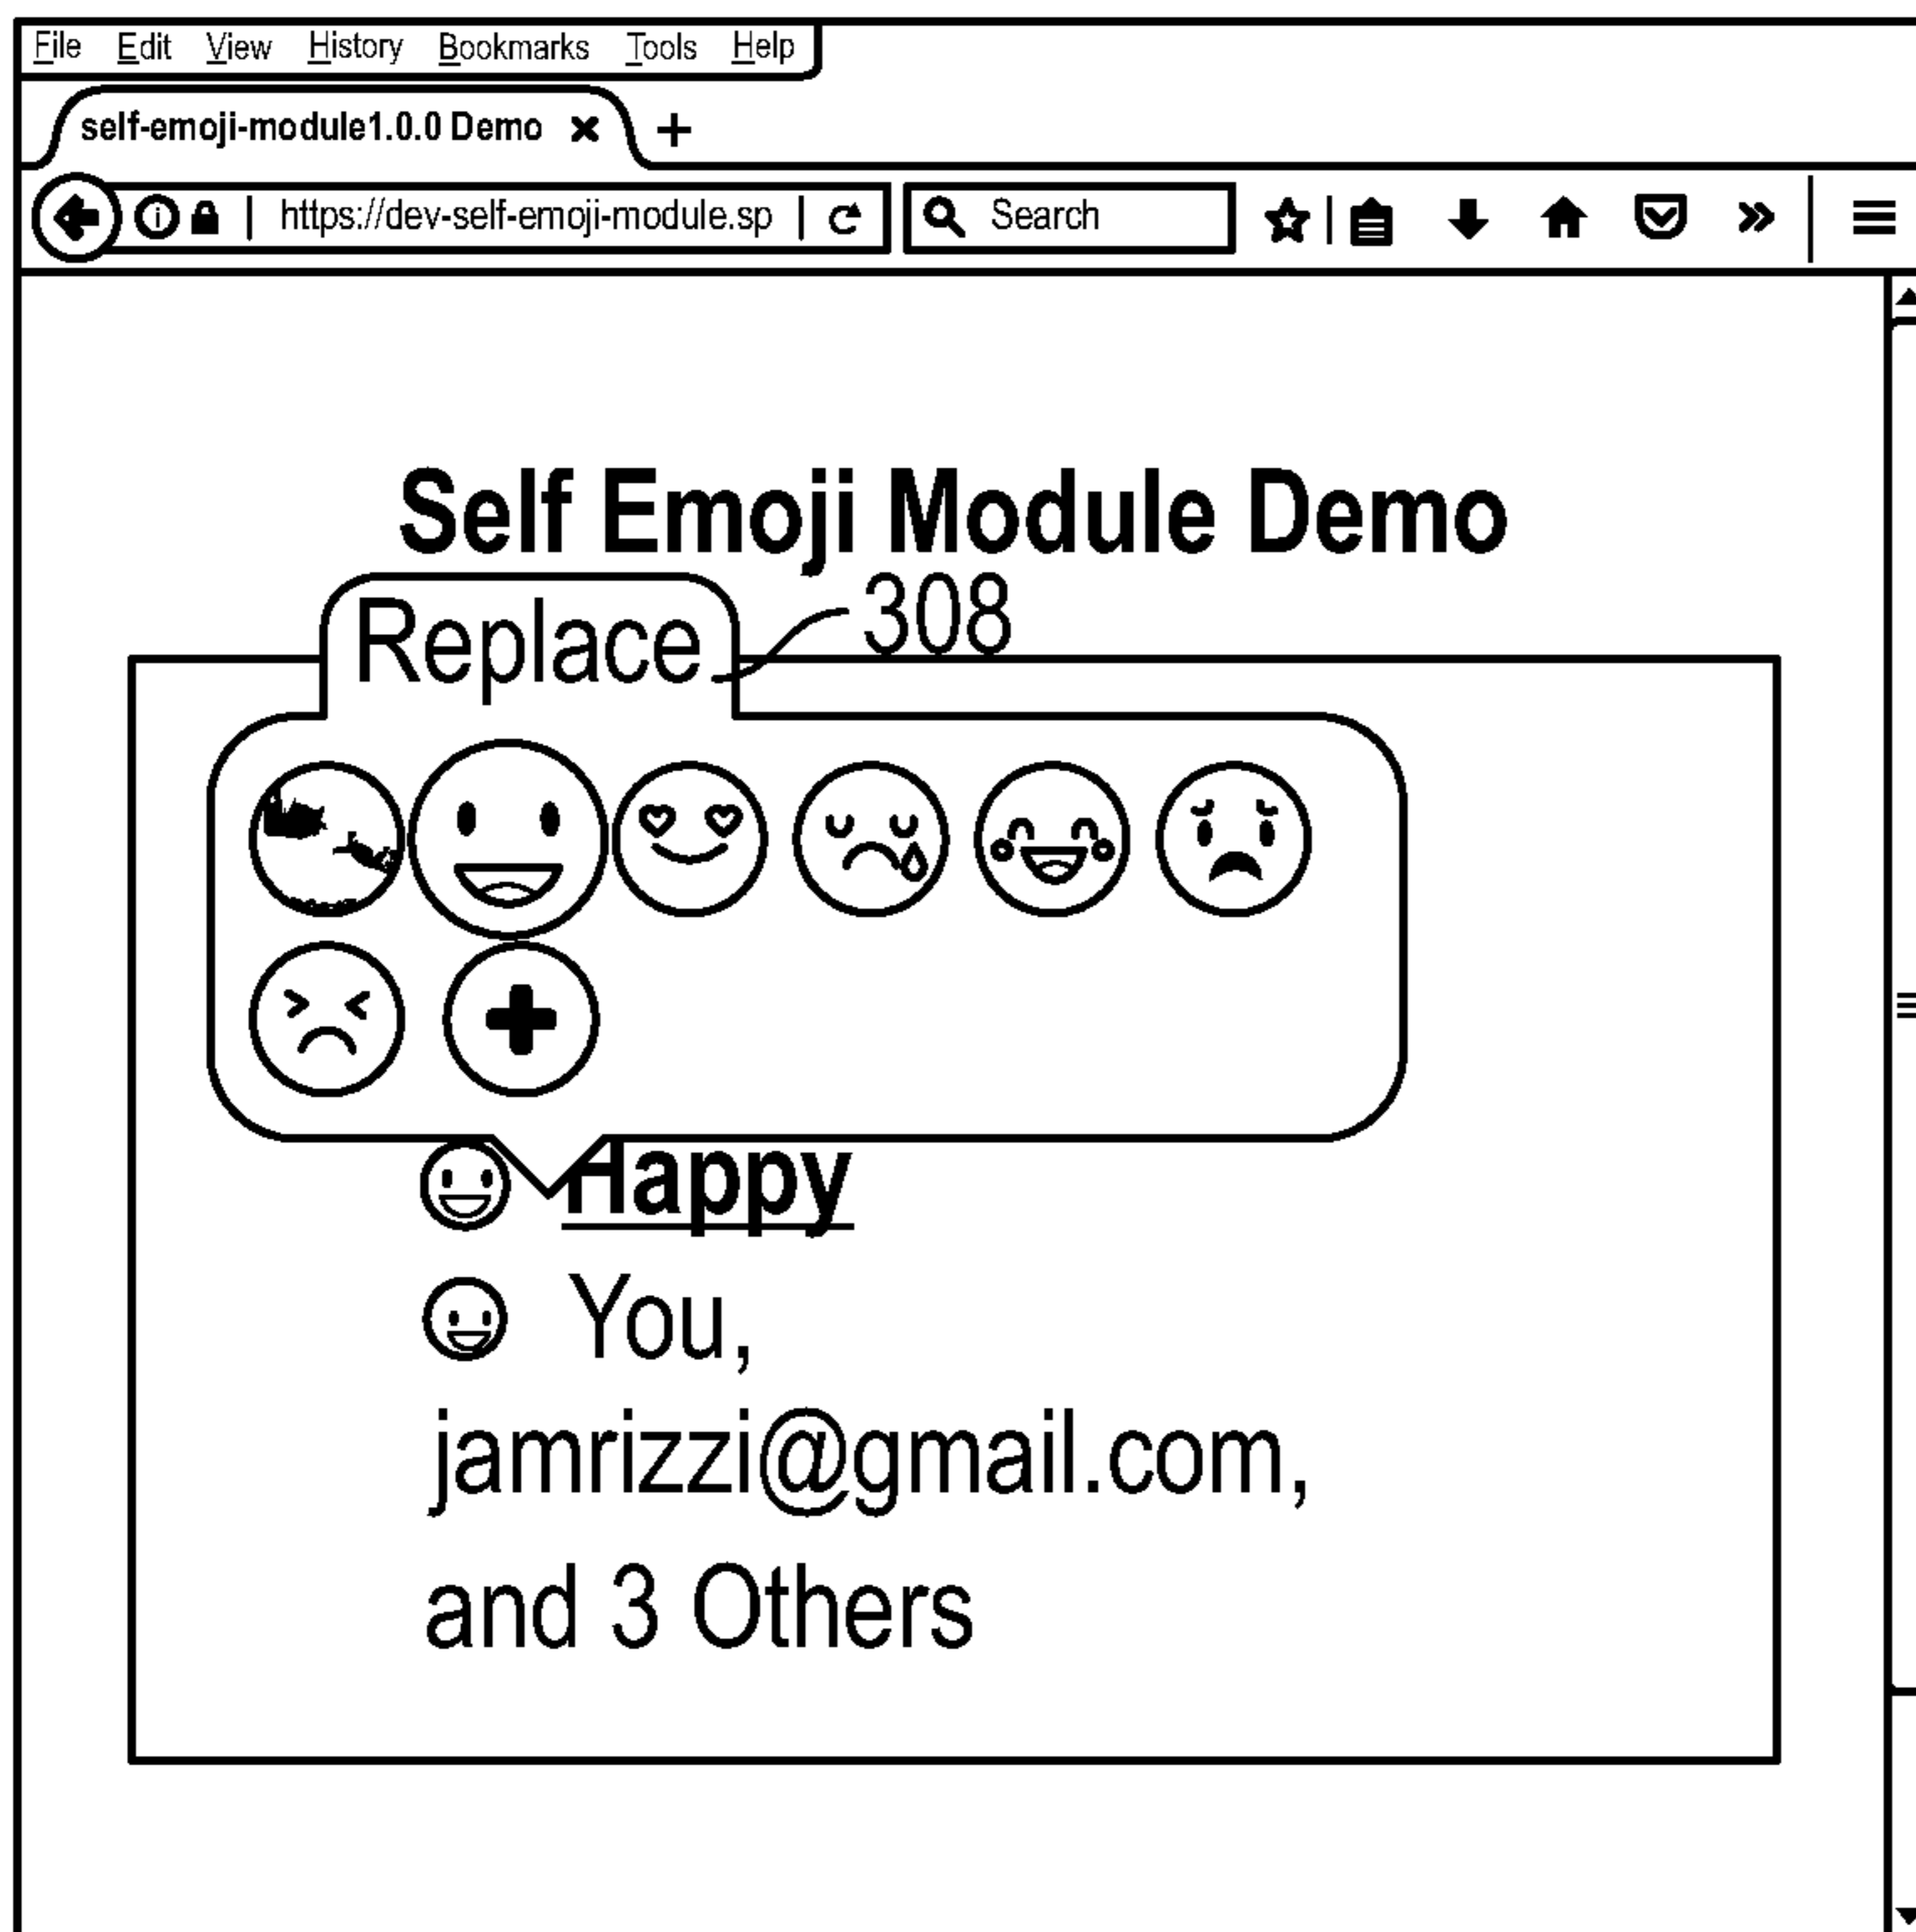 File Edit View History Bookmarks Tools Help
self-emoji-module1.0.0 Demo
https://dev-self-emoji-module.sp
Search
Self Emoji Module Demo
Replace 308
Happy
You,
jamrizzi@gmail.com,
and 3 Others